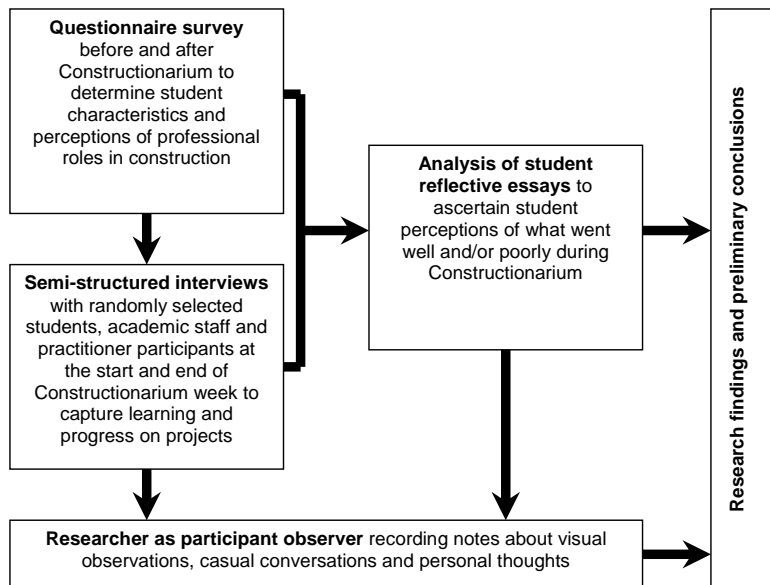 Questionnaire survey
before and after
Constructionarium to
determine student
characteristics and
perceptions of professional
roles in construction
Semi-structured interviews
with randomly selected
students, academic staff and
practitioner participants at
the start and end of
Constructionarium week to
capture learning and
progress on projects
Analysis of student
reflective essays to
ascertain student
perceptions of what went
well and/or poorly during
Constructionarium
Researcher as participant observer recording notes about visual
observations, casual conversations and personal thoughts
Research findings and preliminary conclusions